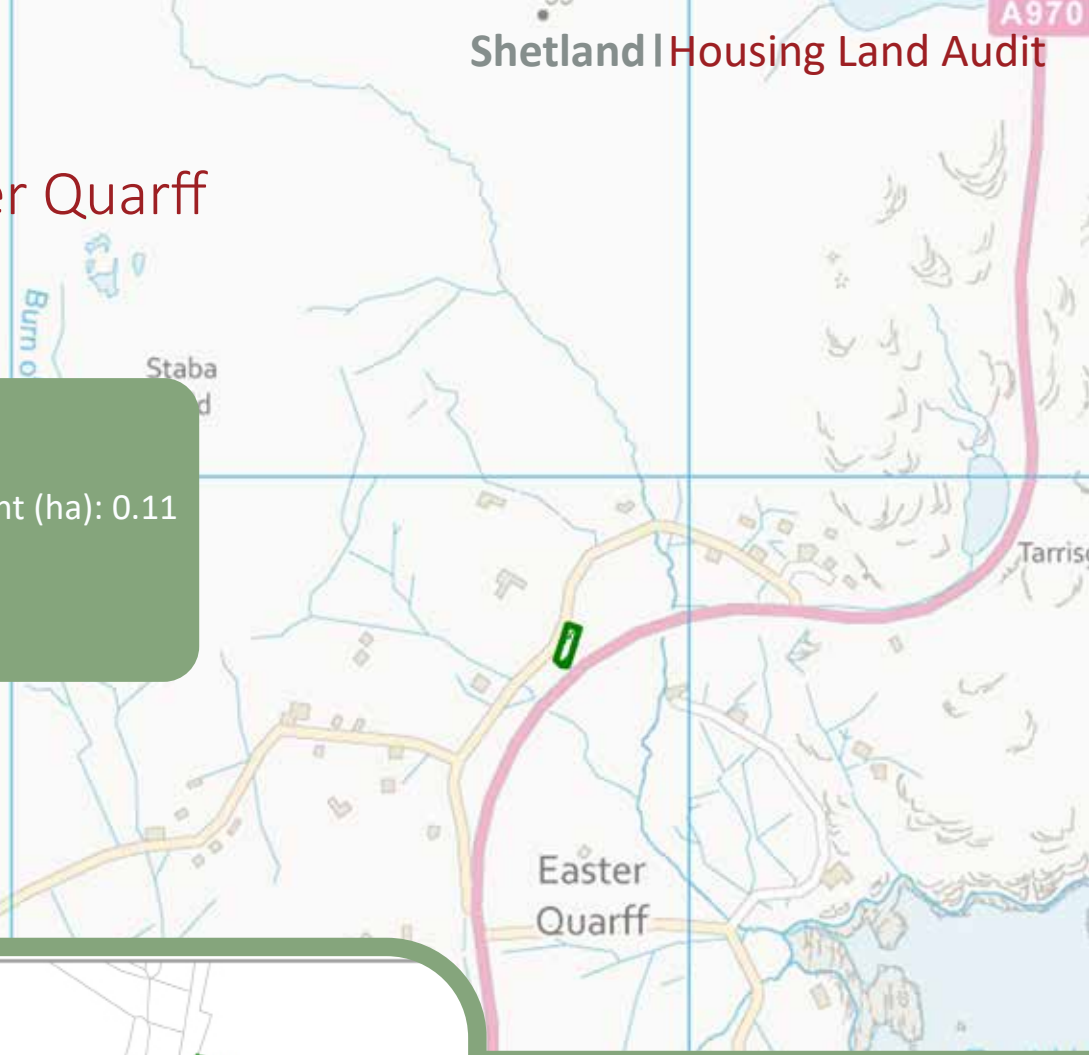 A970
Shetland|Housing Land Audit
er Quarff
Burn o
Staba
d
nt (ha): 0.11
Tarris
Easter
Quarff